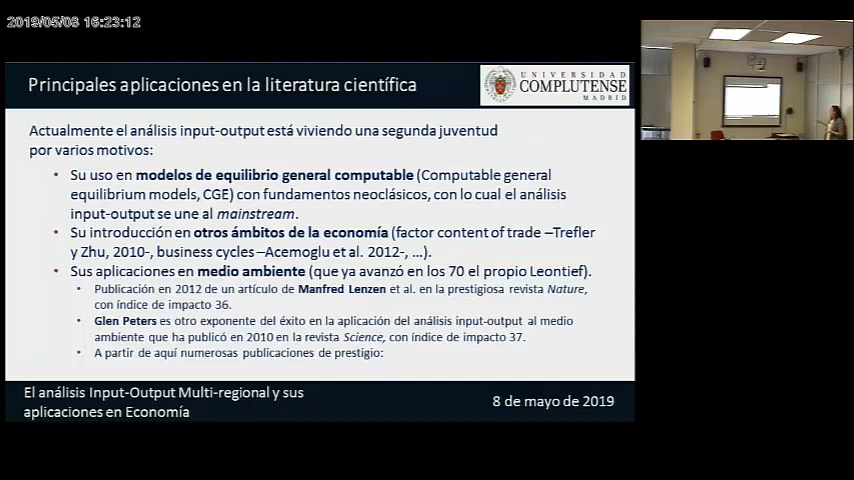 2019/05/08 16:23:12
Principales aplicaciones en la literatura científica
UNIVERSIDAD
COMPLUTENSE
MADRID
Actualmente el análisis input-output está viviendo una segunda juventud
por varios motivos:
• Su uso en modelos de equilibrio general computable (Computable general
equilibrium models, CGE) con fundamentos neoclásicos, con lo cual el análisis
input-output se une al mainstream.
• Su introducción en otros ámbitos de la economía (factor content of trade –Trefler
y Zhu, 2010-, business cycles –Acemoglu et al. 2012-, ...).
• Sus aplicaciones en medio ambiente (que ya avanzó en los 70 el propio Leontief).
• Publicación en 2012 de un artículo de Manfred Lenzen et al. en la prestigiosa revista Nature,
con índice de impacto 36.
• Glen Peters es otro exponente del éxito en la aplicación del análisis input-output al medio
ambiente que ha publicó en 2010 en la revista Science, con índice de impacto 37.
• A partir de aquí numerosas publicaciones de prestigio:
El análisis Input-Output Multi-regional y sus
aplicaciones en Economía
8 de mayo de 2019